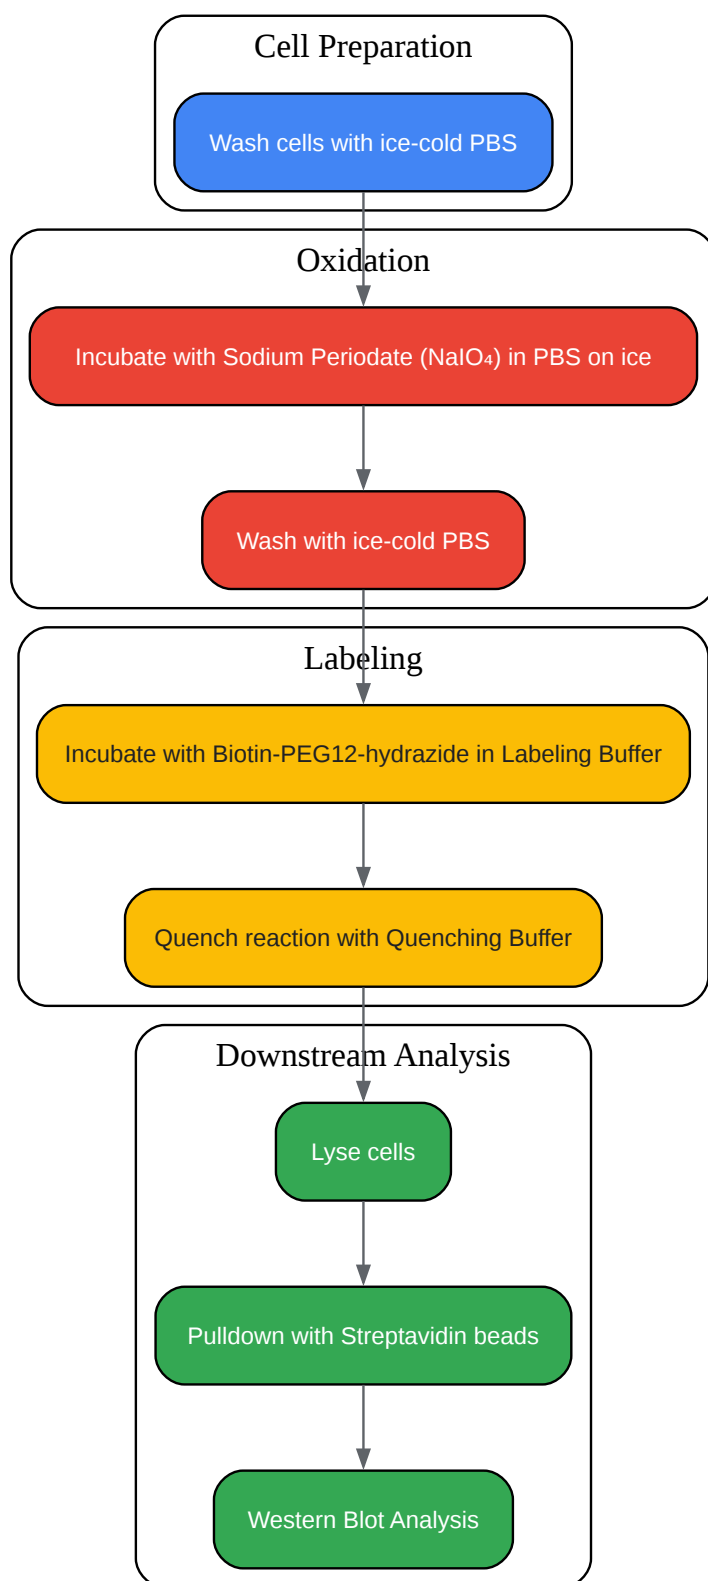 Cell Preparation
Wash cells with ice-cold PBS
Oxidation
Incubate with Sodium Periodate (NaIO₄) in PBS on ice
Wash with ice-cold PBS
Labeling
Incubate with Biotin-PEG12-hydrazide in Labeling Buffer
Quench reaction with Quenching Buffer
Downstream Analysis
Lyse cells
Pulldown with Streptavidin beads
Western Blot Analysis